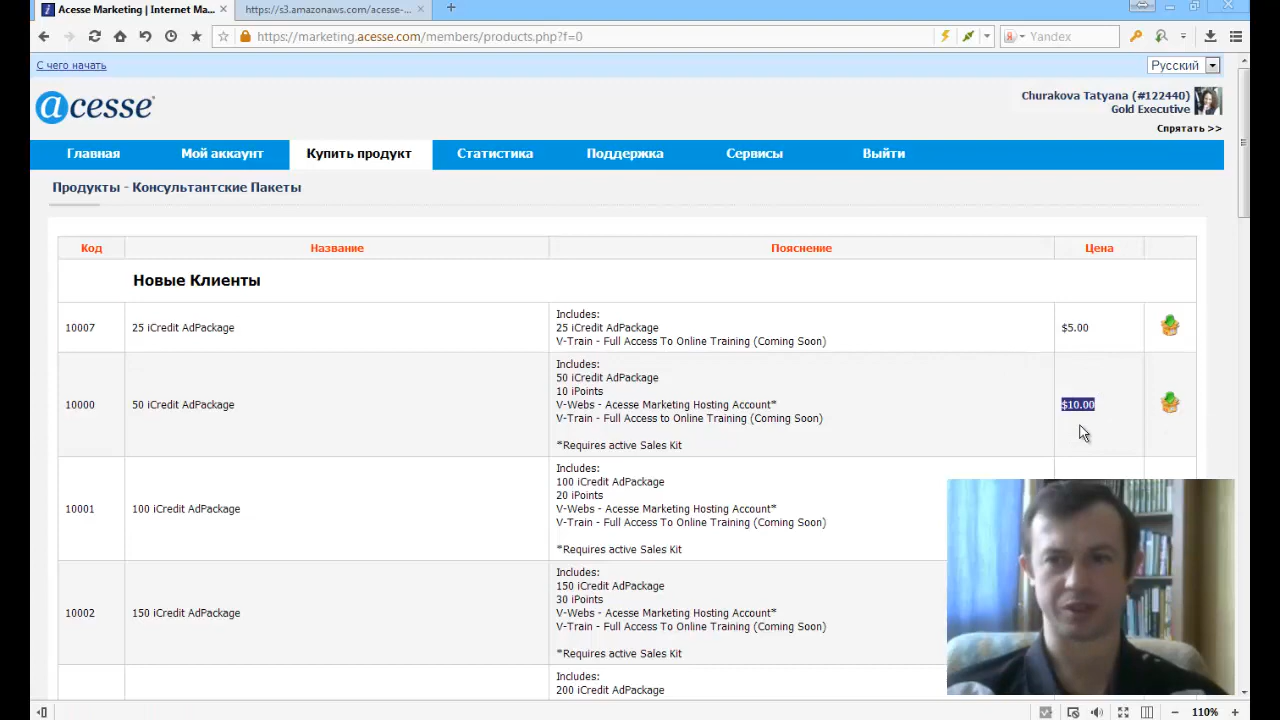 Acesse Marketing | Internet Ma...
https://s3.amazonaws.com/acesse-...
https://marketing.acesse.com/members/products.php?f=0
Yandex
С чего начать
Русский
acesse
Churakova Tatyana (#122440)
Gold Executive
Спрятать >>
Главная Мой аккаунт Купить продукт Статистика Поддержка Сервисы Выйти
Продукты - Консультантские Пакеты
Код Название Пояснение Цена
Новые Клиенты
10007 25 iCredit AdPackage
Includes:
25 iCredit AdPackage
V-Train - Full Access To Online Training (Coming Soon)
$5.00
10000 50 iCredit AdPackage
Includes:
50 iCredit AdPackage
10 iPoints
V-Webs - Acesse Marketing Hosting Account*
V-Train - Full Access to Online Training (Coming Soon)
*Requires active Sales Kit
$10.00
10001 100 iCredit AdPackage
Includes:
100 iCredit AdPackage
20 iPoints
V-Webs - Acesse Marketing Hosting Account*
V-Train - Full Access To Online Training (Coming Soon)
*Requires active Sales Kit
10002 150 iCredit AdPackage
Includes:
150 iCredit AdPackage
30 iPoints
V-Webs - Acesse Marketing Hosting Account*
V-Train - Full Access To Online Training (Coming Soon)
*Requires active Sales Kit
Includes:
200 iCredit AdPackage
110%